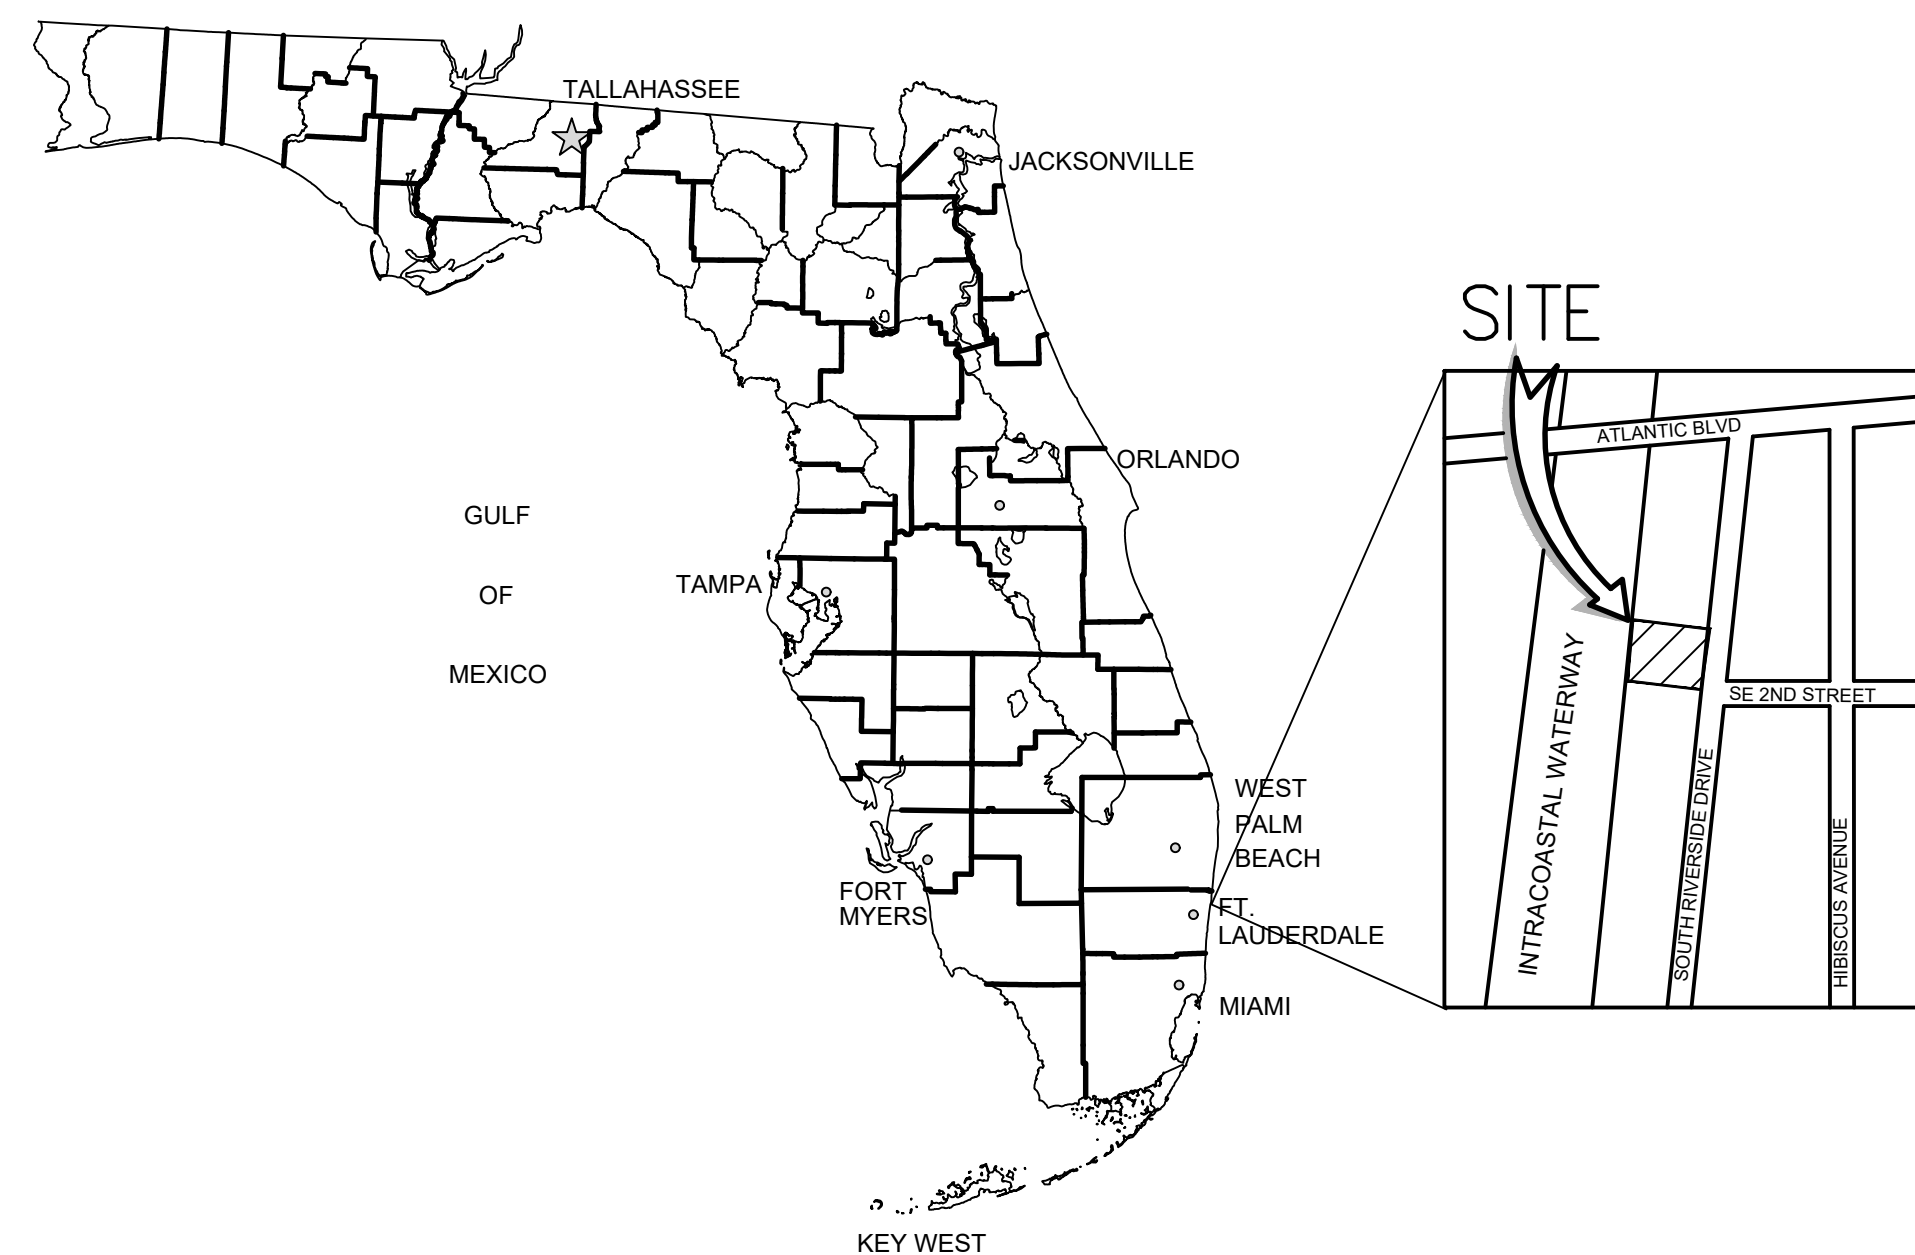 TALLAHASSEE
JACKSONVILLE
SITE
ATLANTIC BLVD
ORLANDO
GULF
OF
MEXICO
TAMPA
INTRACOASTAL WATERWAY
SE 2ND STREET
SOUTH RIVERSIDE DRIVE
HIBISCUS AVENUE
WEST
PALM
BEACH
FORT
MYERS
FT.
LAUDERDALE
MIAMI
KEY WEST